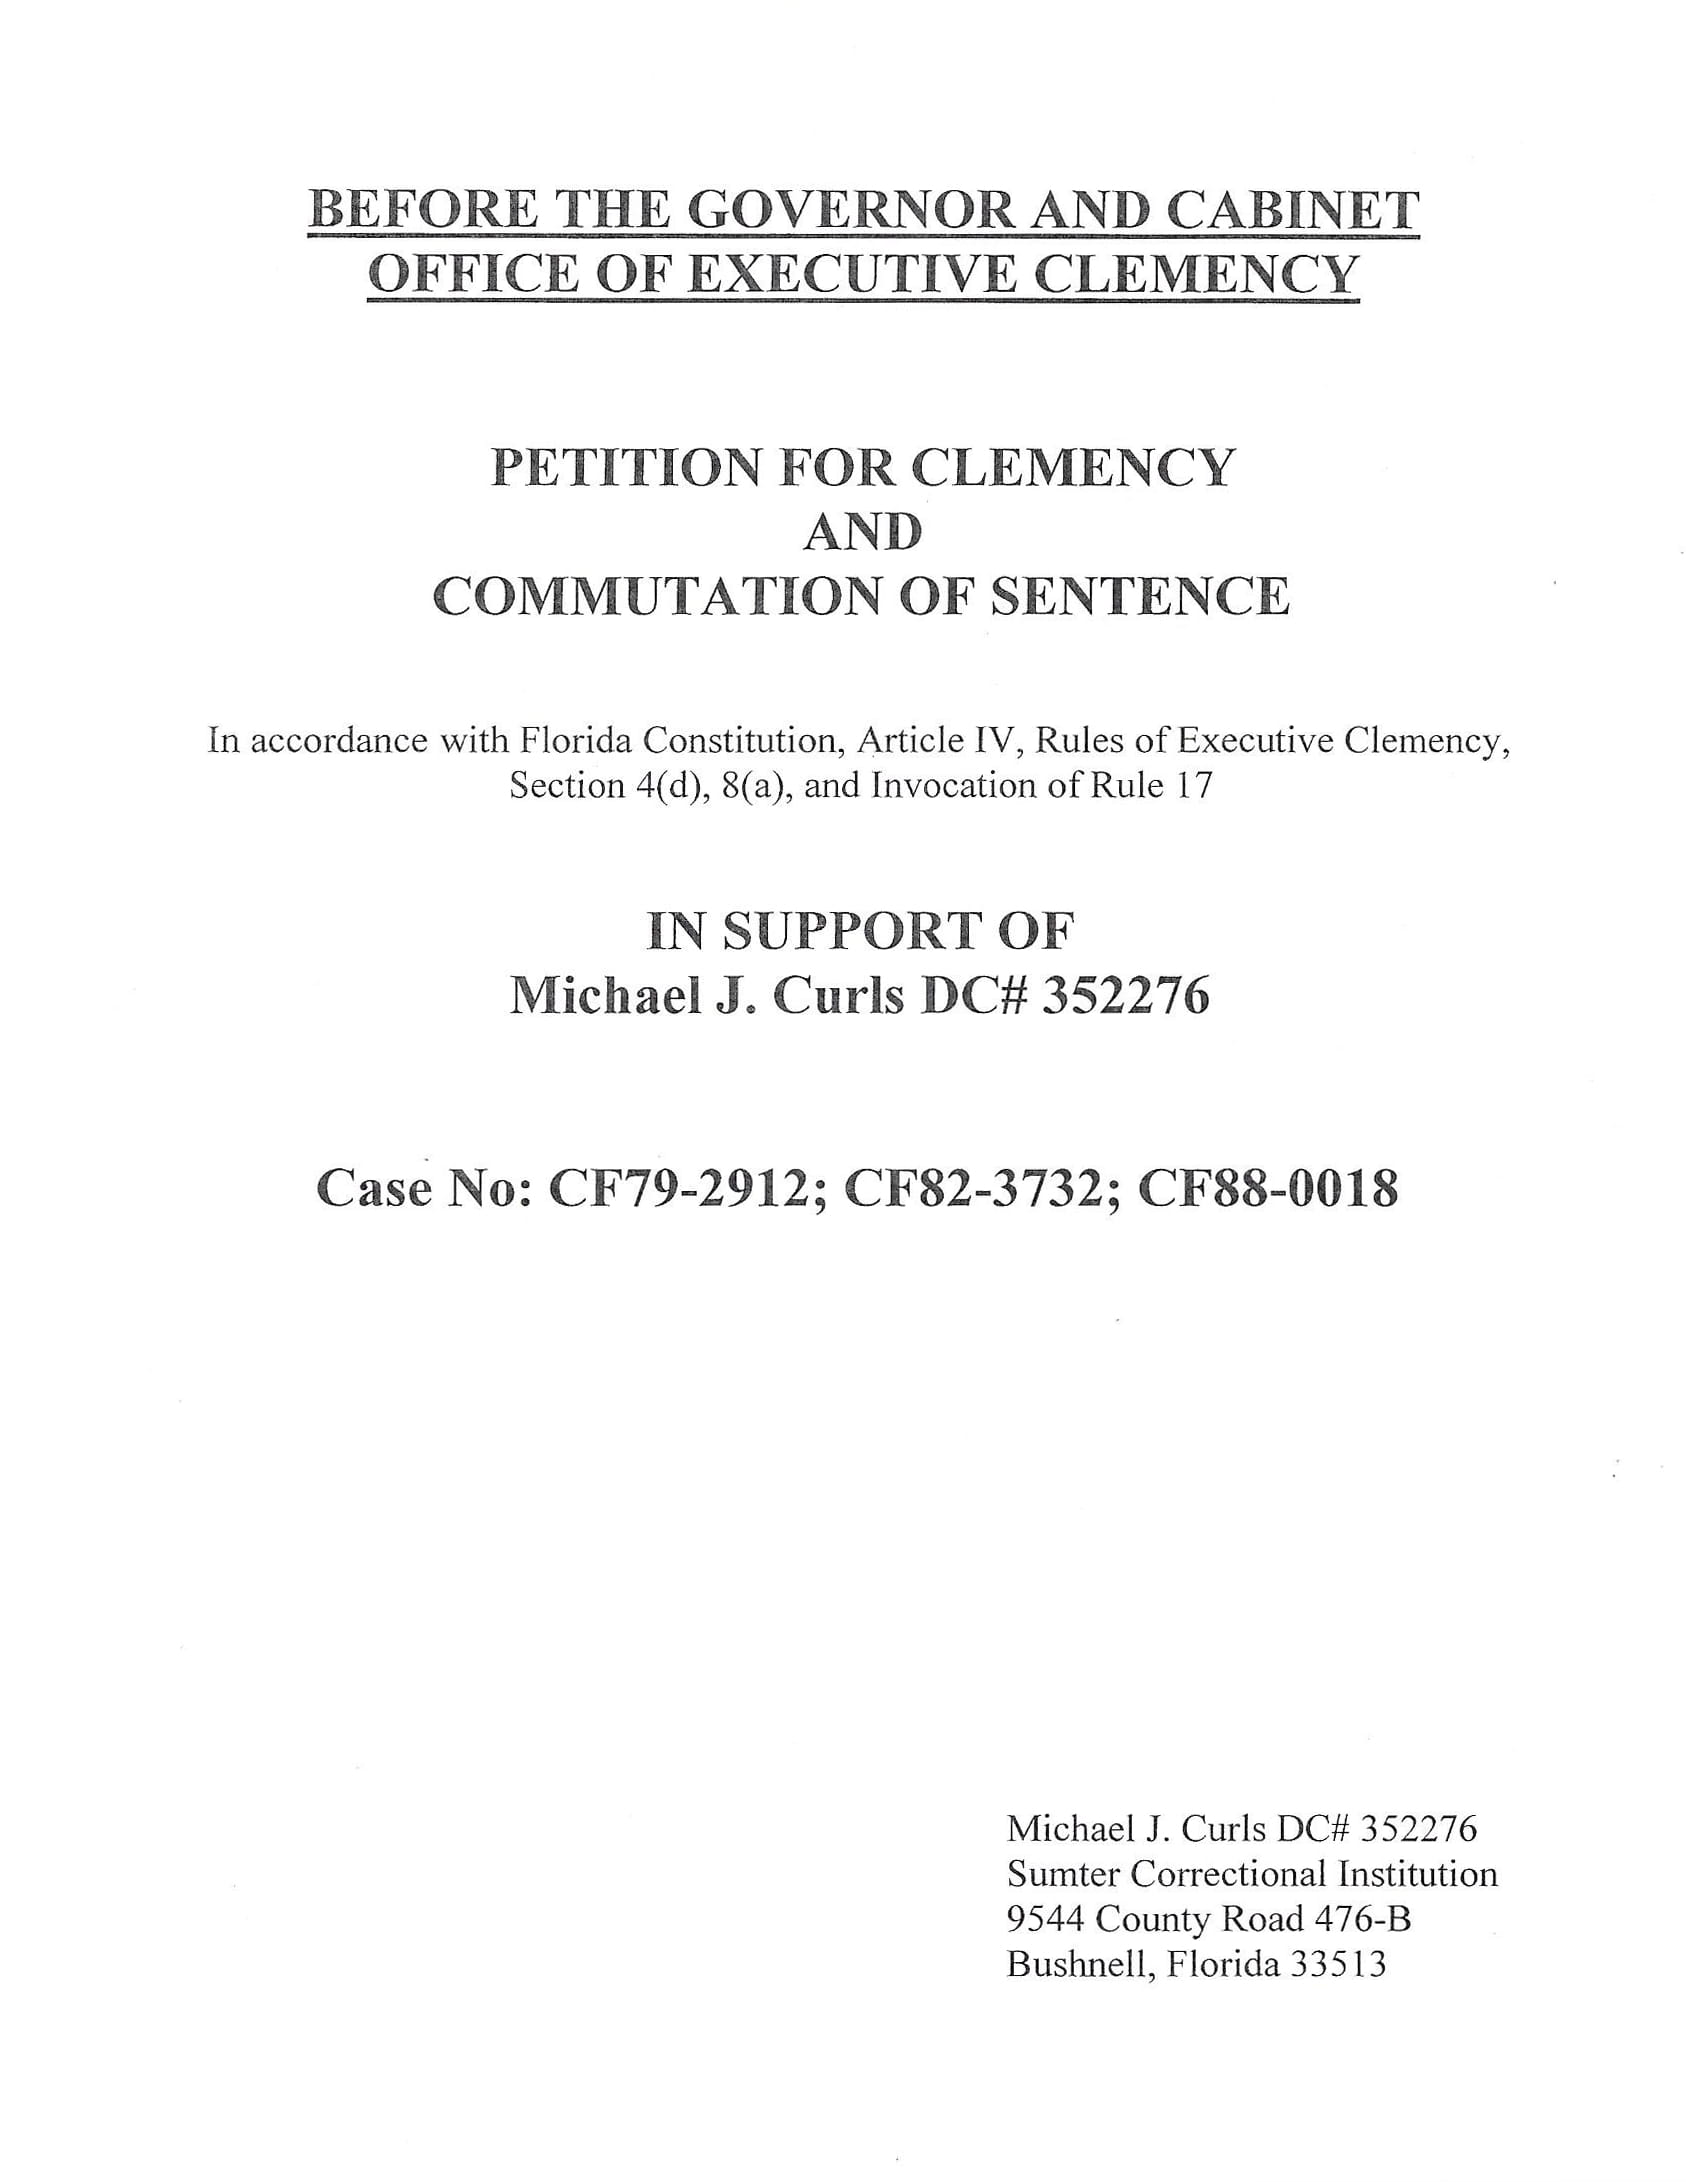 BEFORE THE GOVERNOR AND CABINET
OFFICE OF EXECUTIVE CLEMENCY
PETITION FOR CLEMENCY
AND
COMMUTATION OF SENTENCE
In accordance with Florida Constitution, Article IV, Rules of Executive Clemency,
Section 4(d), 8(a), and Invocation of Rule 17
IN SUPPORT OF
Michael J. Curls DC# 352276
Case No: CF79-2912; CF82-3732; CF88-0018
Michael J. Curls DC# 352276
Sumter Correctional Institution
9544 County Road 476-B
Bushnell, Florida 33513